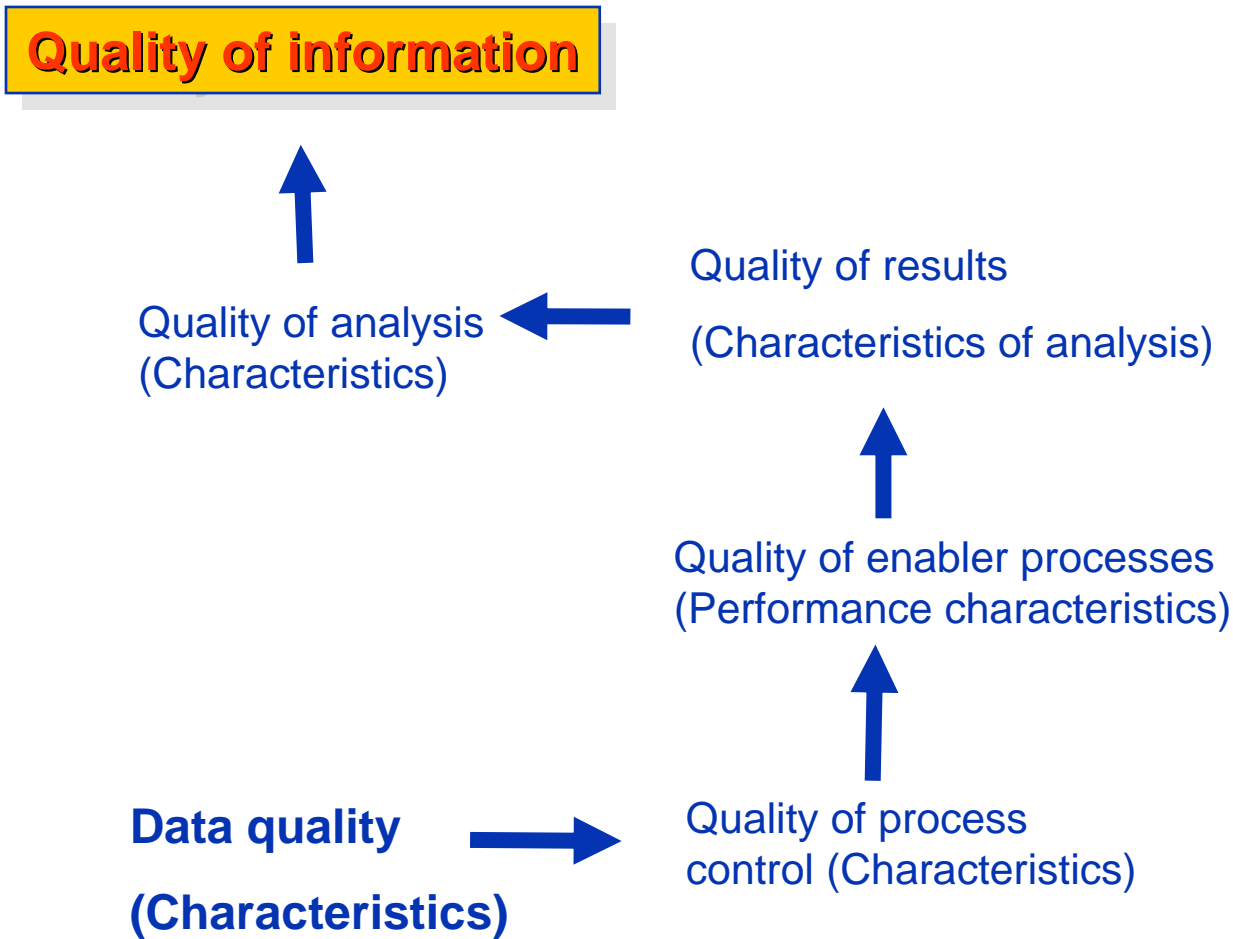 Quality of information
Quality of results
(Characteristics of analysis)
Quality of analysis
(Characteristics)
Quality of enabler processes
(Performance characteristics)
Data quality
(Characteristics)
Quality of process
control (Characteristics)